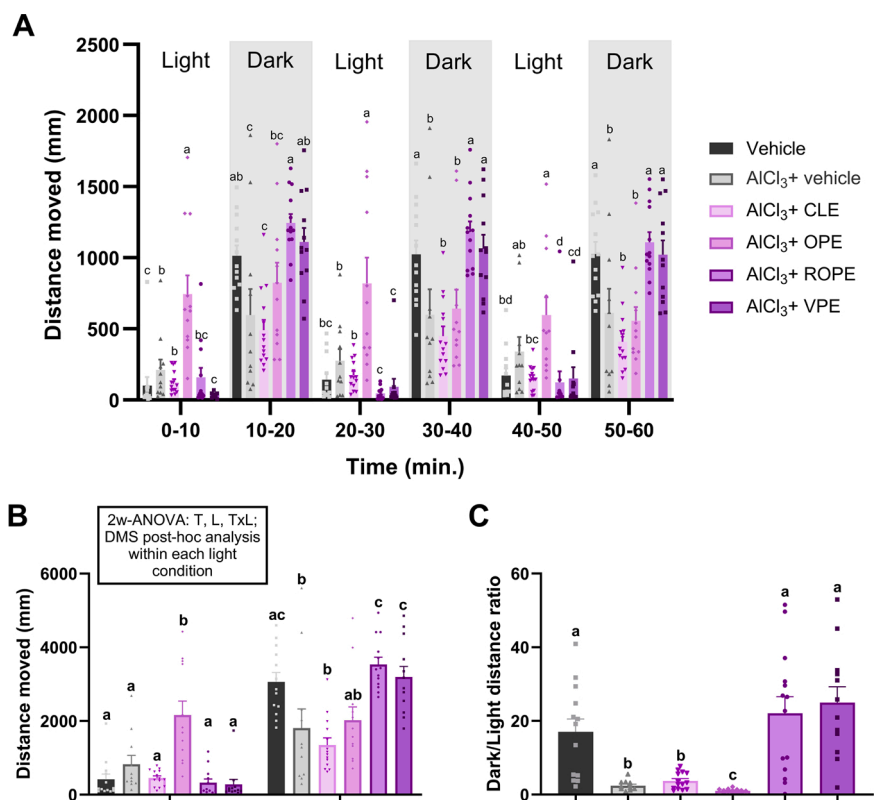 A
2500
2000
1500
1000
500
0
Distance moved (mm)
Light Dark Light Dark Light Dark
c b b a bc c
ab c c bc a ab
bc b b a c b
a b b b a a
bd ab bc a d cd
a b b b a a
0-10 10-20 20-30 30-40 40-50 50-60
Time (min.)
Vehicle
AlCl₃+ vehicle
AlCl₃+ CLE
AlCl₃+ OPE
AlCl₃+ ROPE
AlCl₃+ VPE
B
2w-ANOVA: T, L, TxL;
DMS post-hoc analysis
within each light
condition
6000
4000
2000
0
Distance moved (mm)
a a a b a a
ac b b ab c c
C
60
40
20
0
Dark/Light distance ratio
a b b c a a